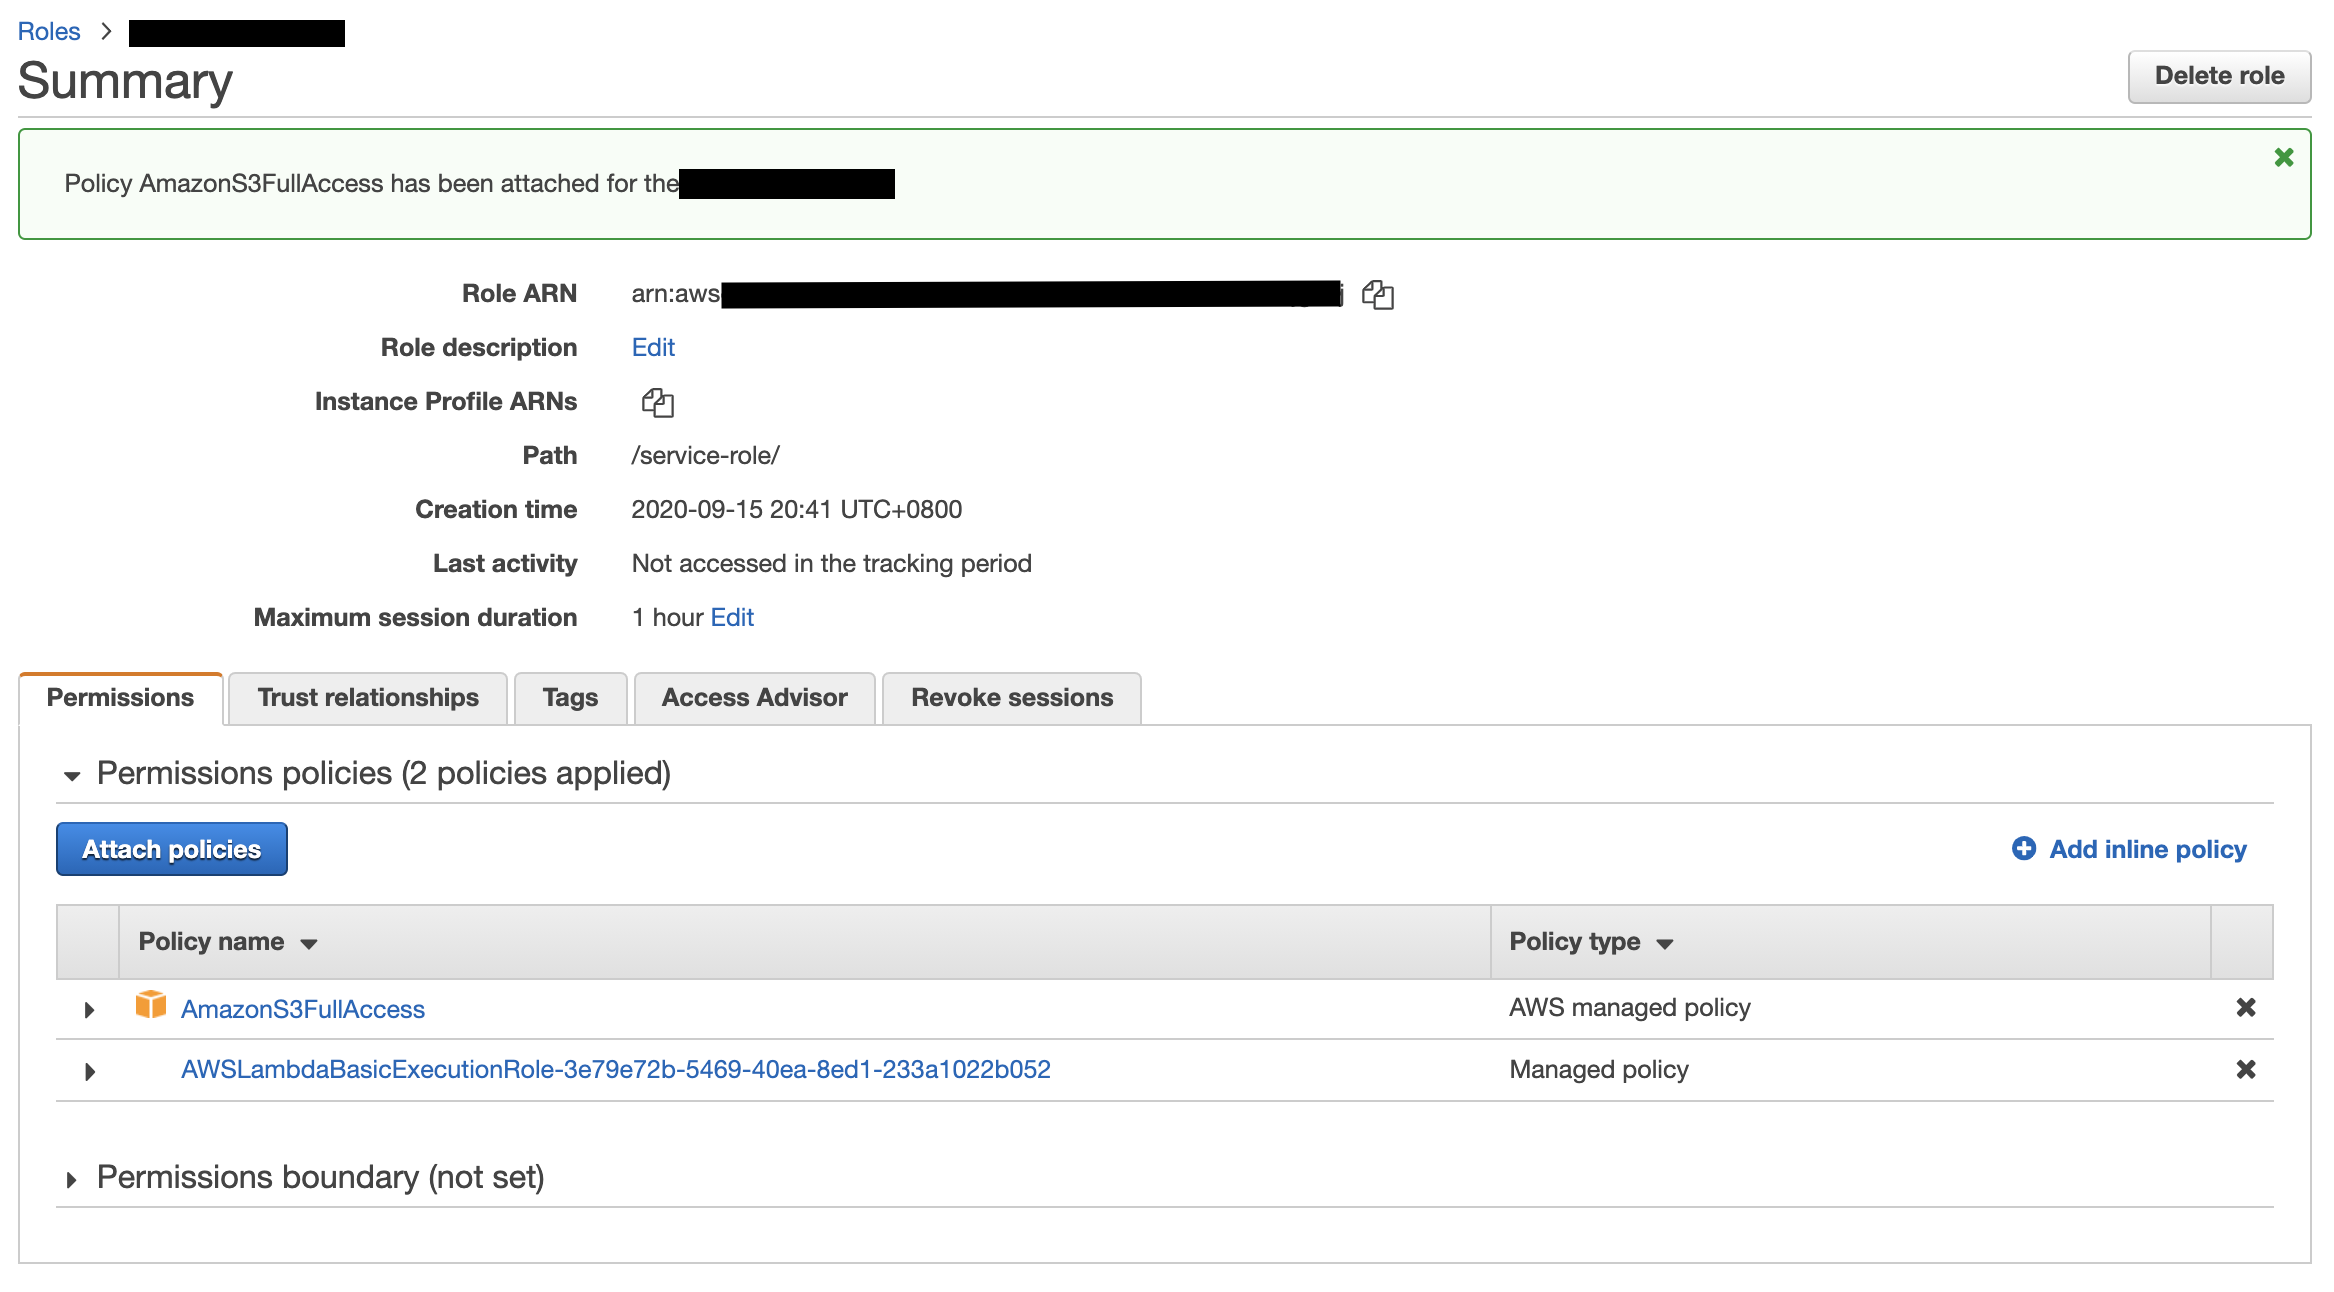 Roles >
Summary
Delete role
Policy AmazonS3FullAccess has been attached for the
Role ARN arn:aws
Role description Edit
Instance Profile ARNs
Path /service-role/
Creation time 2020-09-15 20:41 UTC+0800
Last activity Not accessed in the tracking period
Maximum session duration 1 hour Edit
Permissions Trust relationships Tags Access Advisor Revoke sessions
Permissions policies (2 policies applied)
Attach policies Add inline policy
Policy name Policy type
AmazonS3FullAccess AWS managed policy
AWSLambdaBasicExecutionRole-3e79e72b-5469-40ea-8ed1-233a1022b052 Managed policy
Permissions boundary (not set)